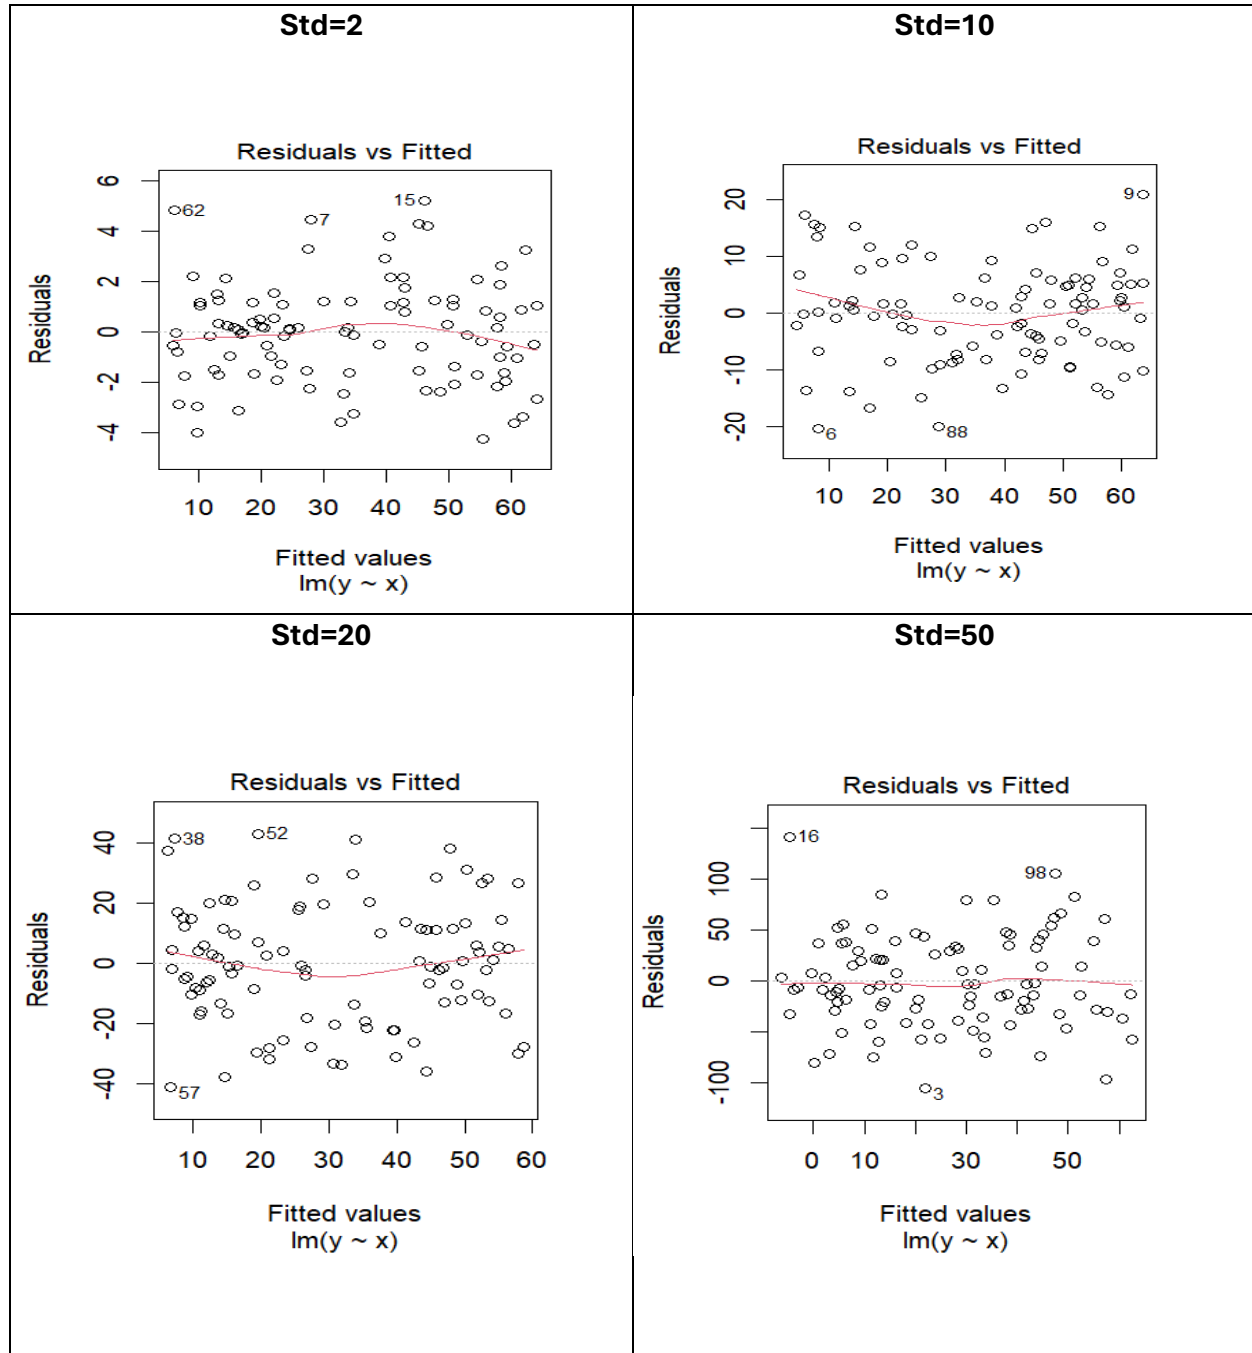 Std=2
Residuals vs Fitted
Residuals
6
4
2
0
-2
-4
62
7
15
10 20 30 40 50 60
Fitted values
lm(y ~ x)
Std=10
Residuals vs Fitted
Residuals
20
10
0
-10
-20
9
6
88
10 20 30 40 50 60
Fitted values
lm(y ~ x)
Std=20
Residuals vs Fitted
Residuals
40
20
0
-20
-40
38
52
57
10 20 30 40 50 60
Fitted values
lm(y ~ x)
Std=50
Residuals vs Fitted
Residuals
100
50
0
-100
16
98
3
0 10 30 50
Fitted values
lm(y ~ x)